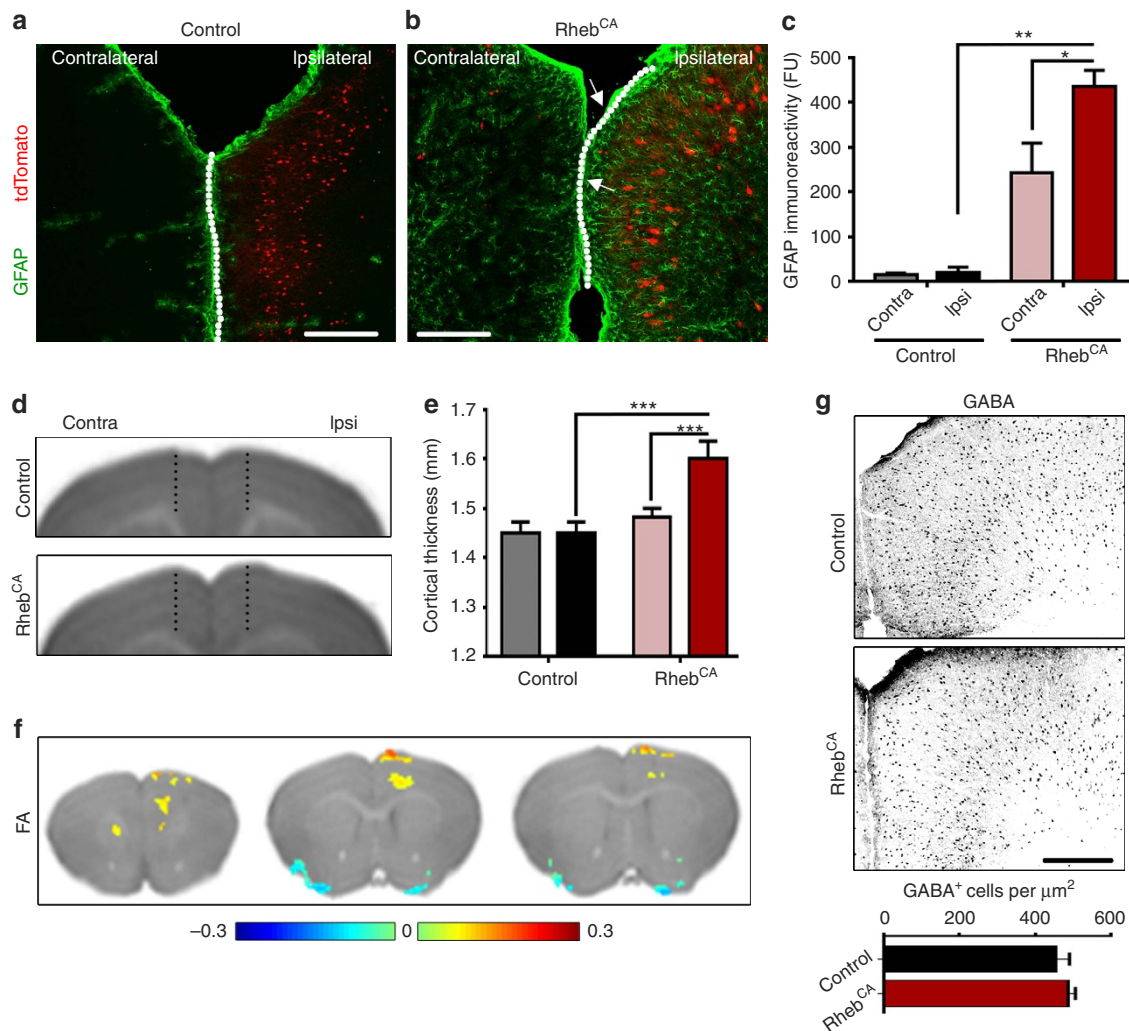 a
Control
Contralateral
Ipsilateral
GFAP tdTomato
b
Rheb^CA
Contralateral
Ipsilateral
c
**
*
500
400
300
200
100
0
GFAP immunoreactivity (FU)
Contra
Ipsi
Contra
Ipsi
Control
Rheb^CA
d
Contra
Ipsi
Control
Rheb^CA
e
***
***
1.7
1.6
1.5
1.4
1.3
1.2
Cortical thickness (mm)
Control
Rheb^CA
f
FA
–0.3
0
0.3
g
GABA
Control
Rheb^CA
GABA⁺ cells per μm²
0 200 400 600
Control
Rheb^CA